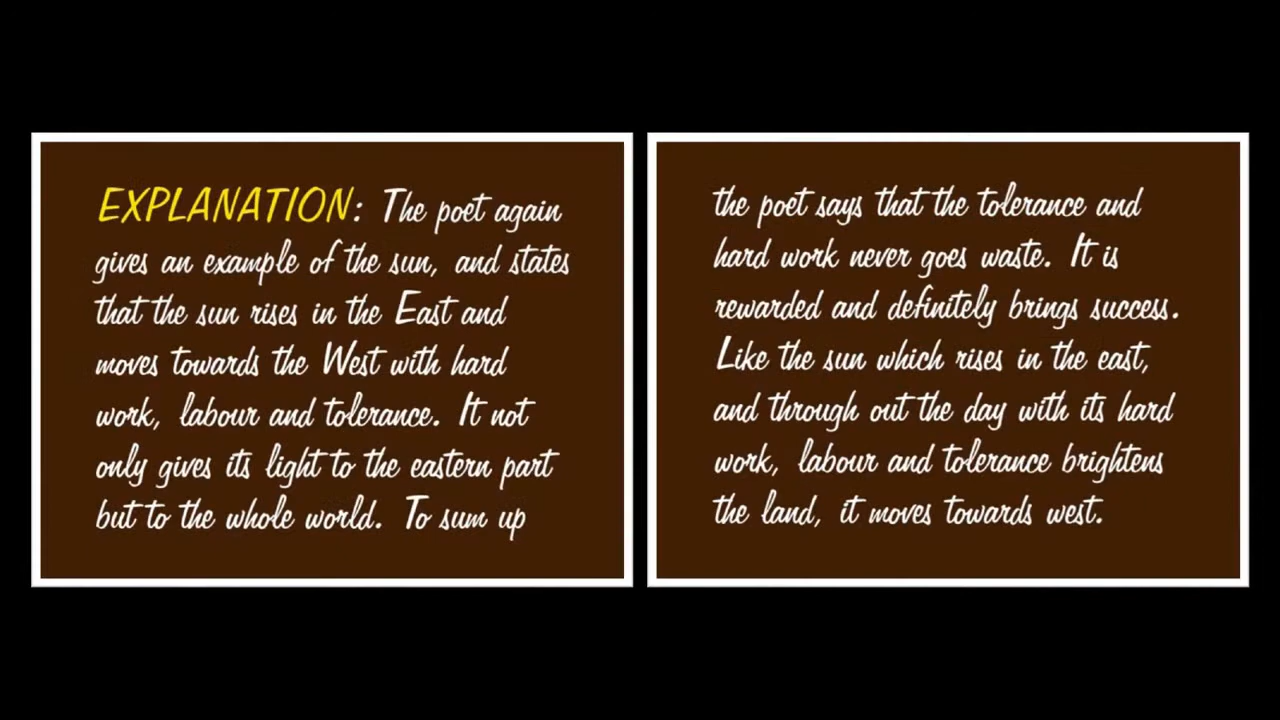 EXPLANATION: The poet again
gives an example of the sun, and states
that the sun rises in the East and
moves towards the West with hard
work, labour and tolerance. It not
only gives its light to the eastern part
but to the whole world. To sum up
the poet says that the tolerance and
hard work never goes waste. It is
rewarded and definitely brings success.
Like the sun which rises in the east,
and through out the day with its hard
work, labour and tolerance brightens
the land, it moves towards west.